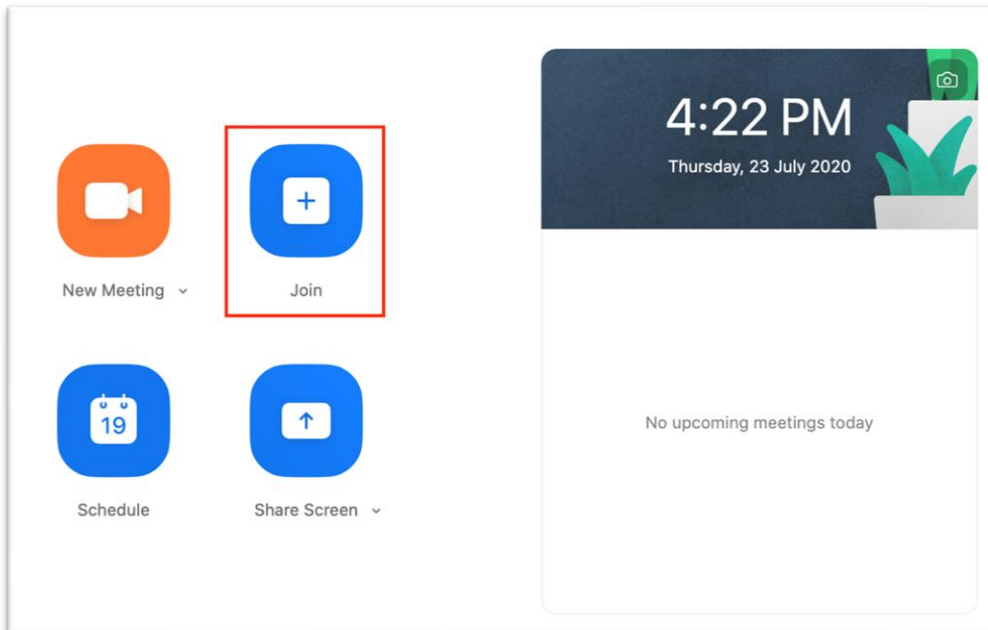 4:22 PM
Thursday, 23 July 2020
New Meeting
Join
19
Schedule
Share Screen
No upcoming meetings today